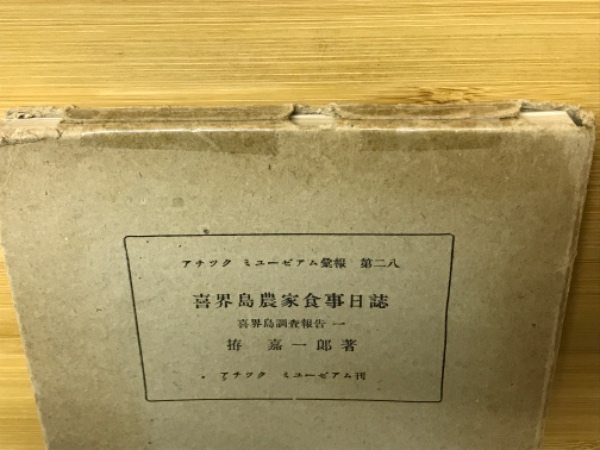 アチツク ミユーゼアム彙報 第二八
喜界島農家食事日誌
喜界島調査報告 一
拵 嘉一郎著
アチツク ミユーゼアム刊